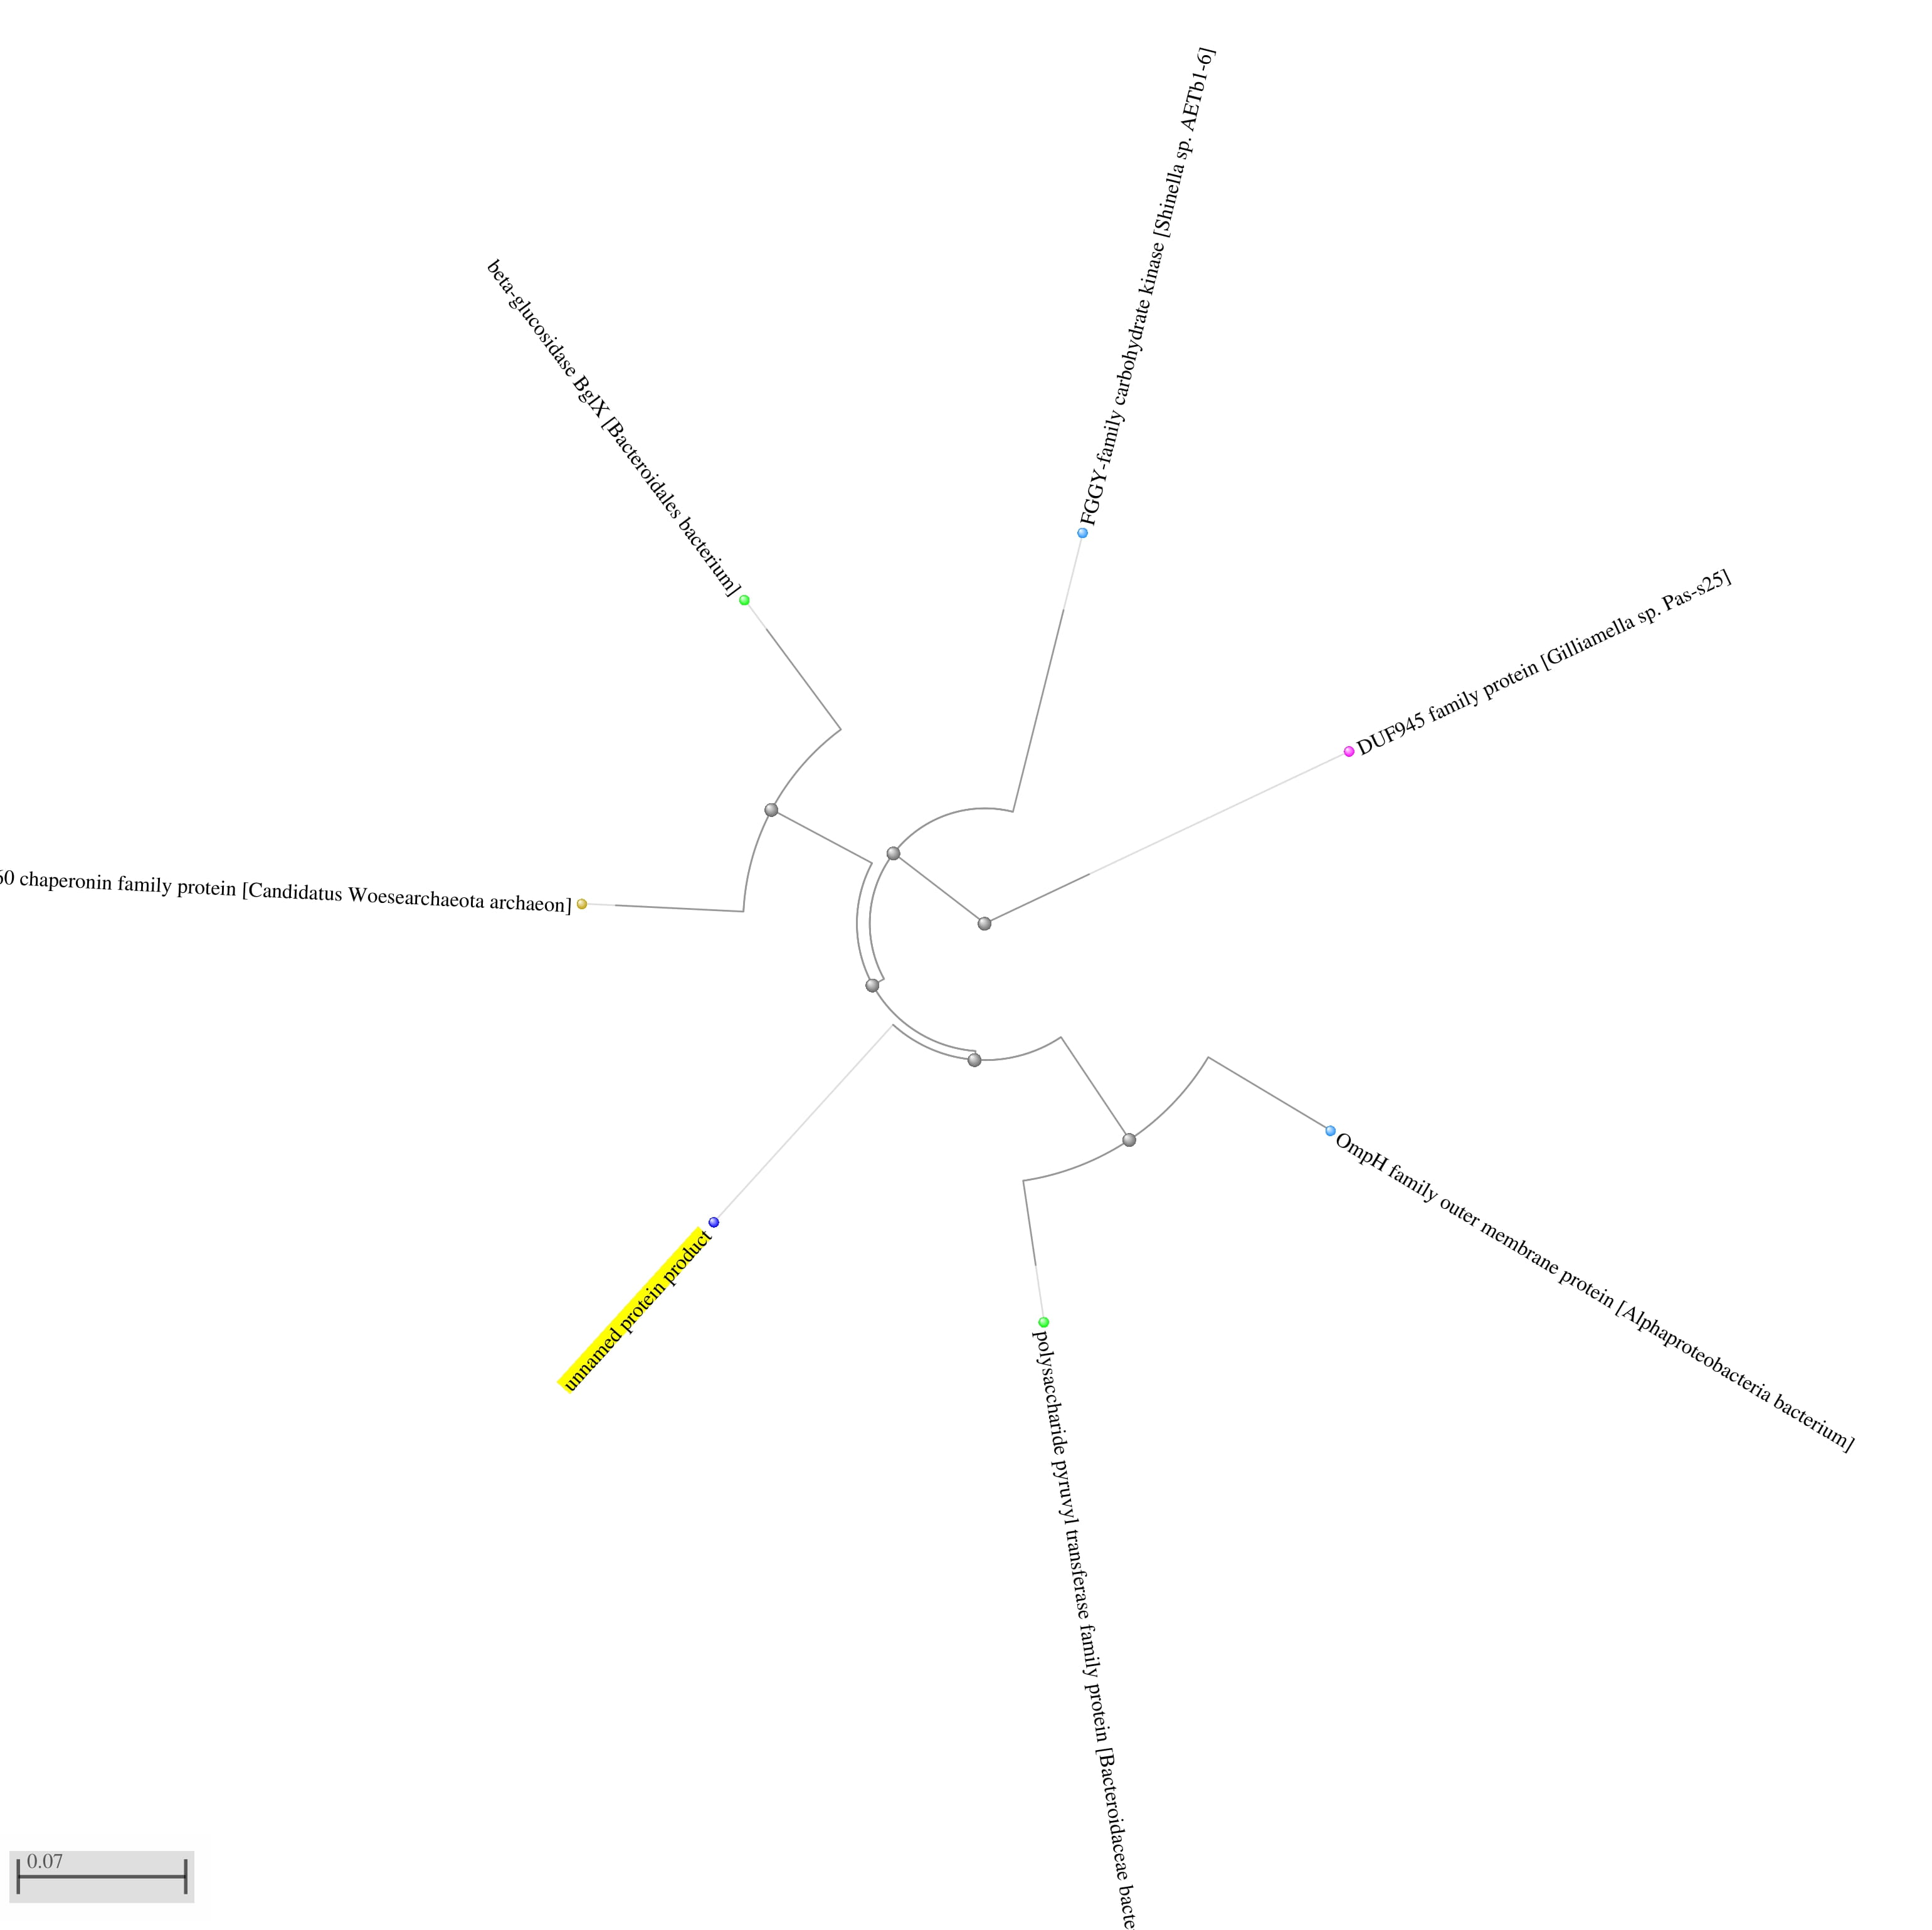 FGGY-family carbohydrate kinase [Shinella sp. AETb1-6]
beta-glucosidase BglX [Bacteroidales bacterium]
DUF945 family protein [Gilliamella sp. Pas-s25]
60 chaperonin family protein [Candidatus Woesearchaeota archaeon]
OmpH family outer membrane protein [Alphaproteobacteria bacterium]
unnamed protein product
polysaccharide pyruvyl transferase family protein [Bacteroidaceae bacte
0.07